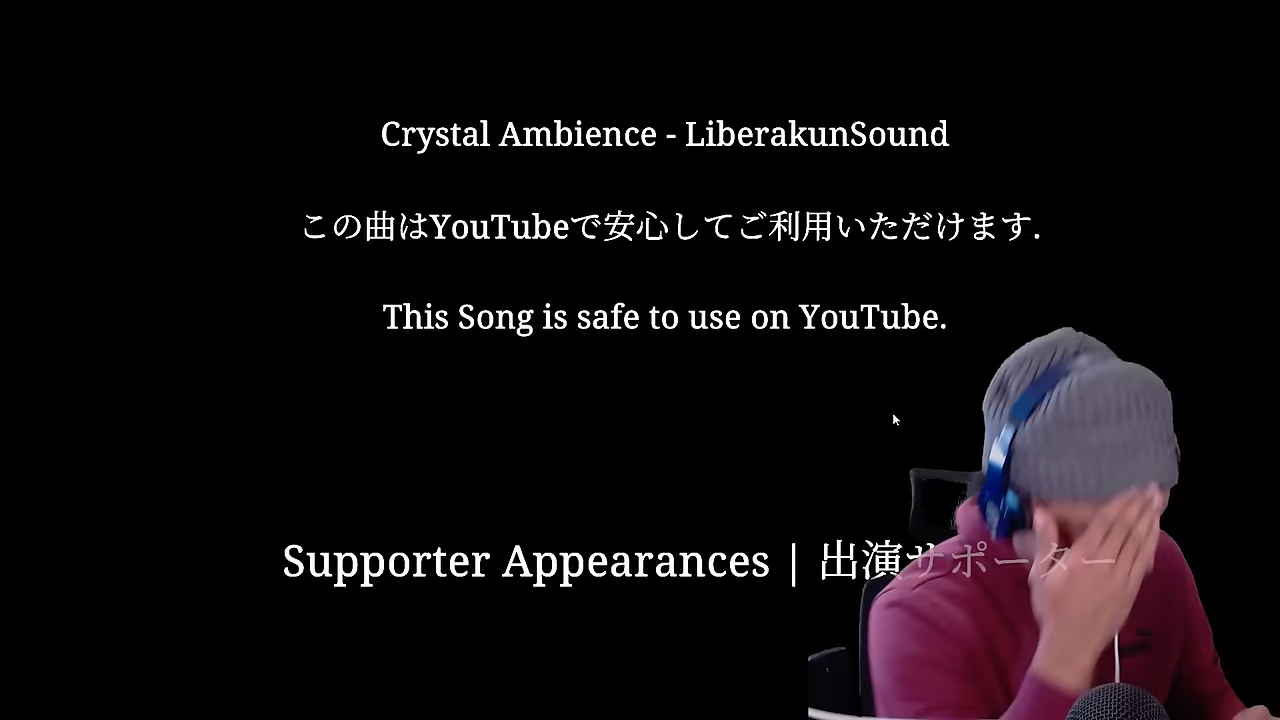 Crystal Ambience - LiberakunSound
この曲はYouTubeで安心してご利用いただけます.
This Song is safe to use on YouTube.
Supporter Appearances | 出演サポーター